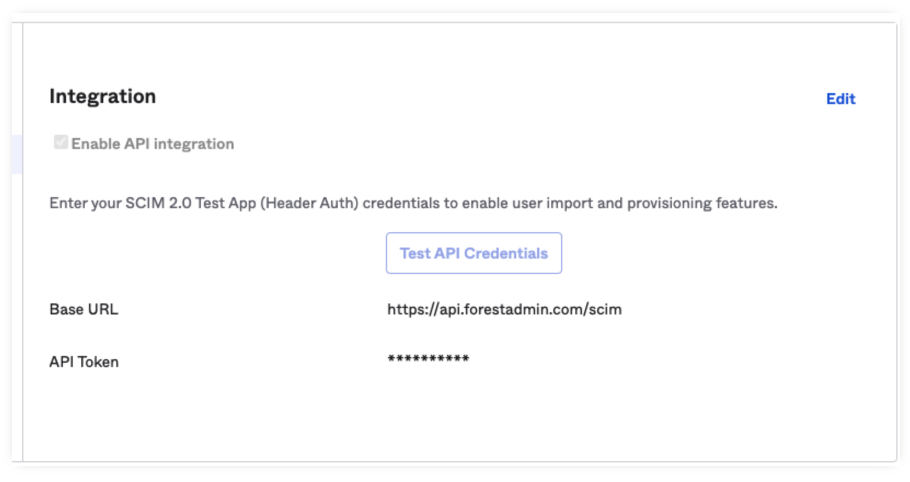 Integration
Edit
Enable API integration
Enter your SCIM 2.0 Test App (Header Auth) credentials to enable user import and provisioning features.
Test API Credentials
Base URL https://api.forestadmin.com/scim
API Token **********